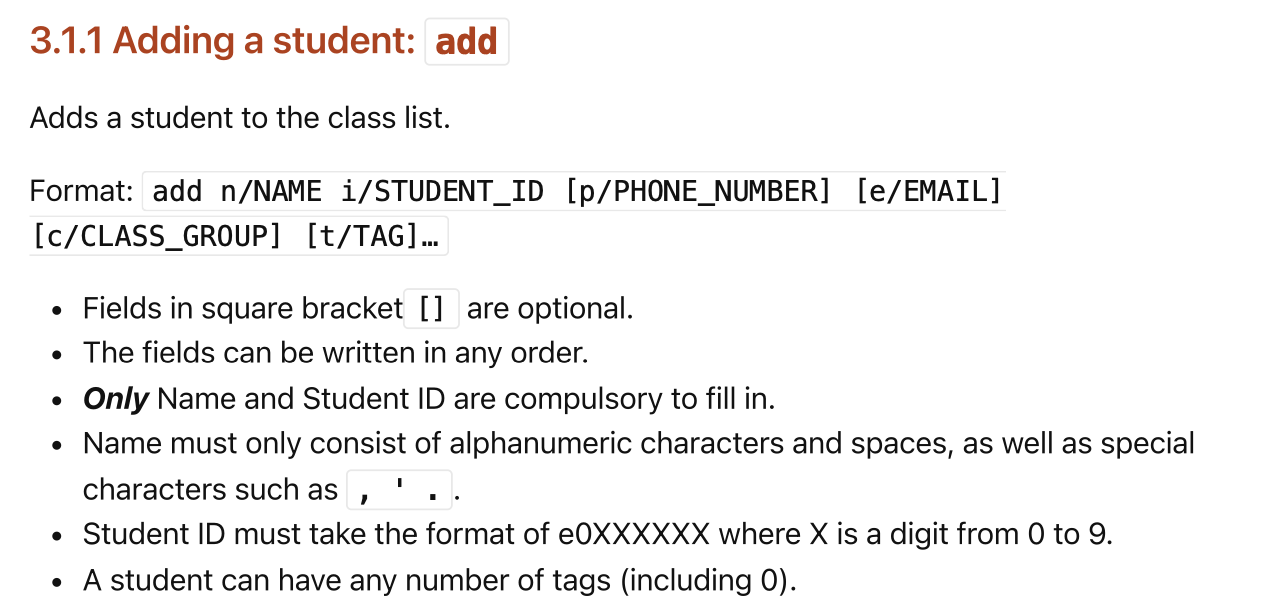 3.1.1 Adding a student: add
Adds a student to the class list.
Format: add n/NAME i/STUDENT_ID [p/PHONE_NUMBER] [e/EMAIL]
[c/CLASS_GROUP] [t/TAG]…
• Fields in square bracket [] are optional.
• The fields can be written in any order.
• Only Name and Student ID are compulsory to fill in.
• Name must only consist of alphanumeric characters and spaces, as well as special
characters such as , ' . .
• Student ID must take the format of e0XXXXXX where X is a digit from 0 to 9.
• A student can have any number of tags (including 0).